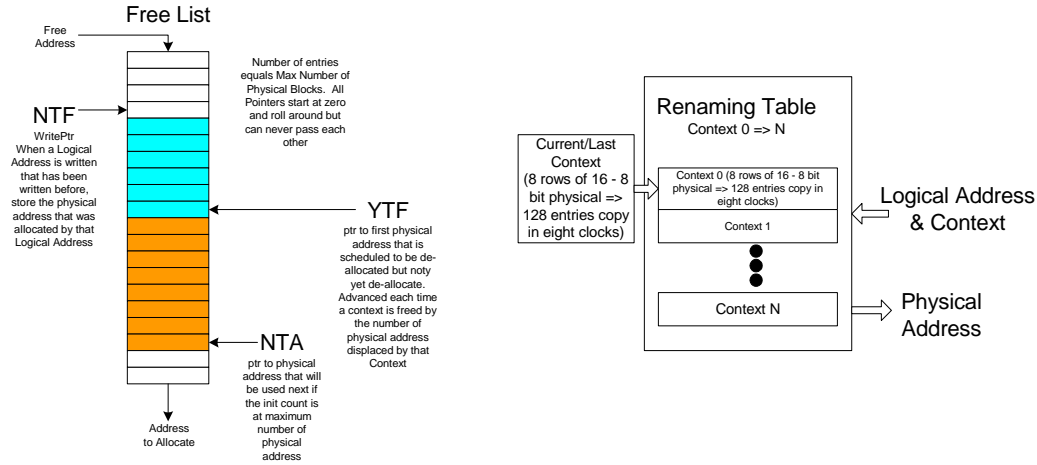 Free List
Free
Address
Number of entries
equals Max Number of
Physical Blocks. All
Pointers start at zero
and roll around but
can never pass each
other
NTF
WritePtr
When a Logical
Address is written
that has been
written before,
store the physical
address that was
allocated by that
Logical Address
YTF
ptr to first physical
address that is
scheduled to be de-
allocated but noty
yet de-allocate.
Advanced each time
a context is freed by
the number of
physical address
displaced by that
Context
NTA
ptr to physical
address that will
be used next if
the init count is
at maximum
number of
physical
address
Address
to Allocate
Renaming Table
Context 0 => N
Current/Last
Context
(8 rows of 16 - 8
bit physical =>
128 entries copy
in eight clocks)
Context 0 (8 rows of 16 - 8 bit
physical => 128 entries copy in
eight clocks)
Context 1
Context N
Logical Address
& Context
Physical
Address